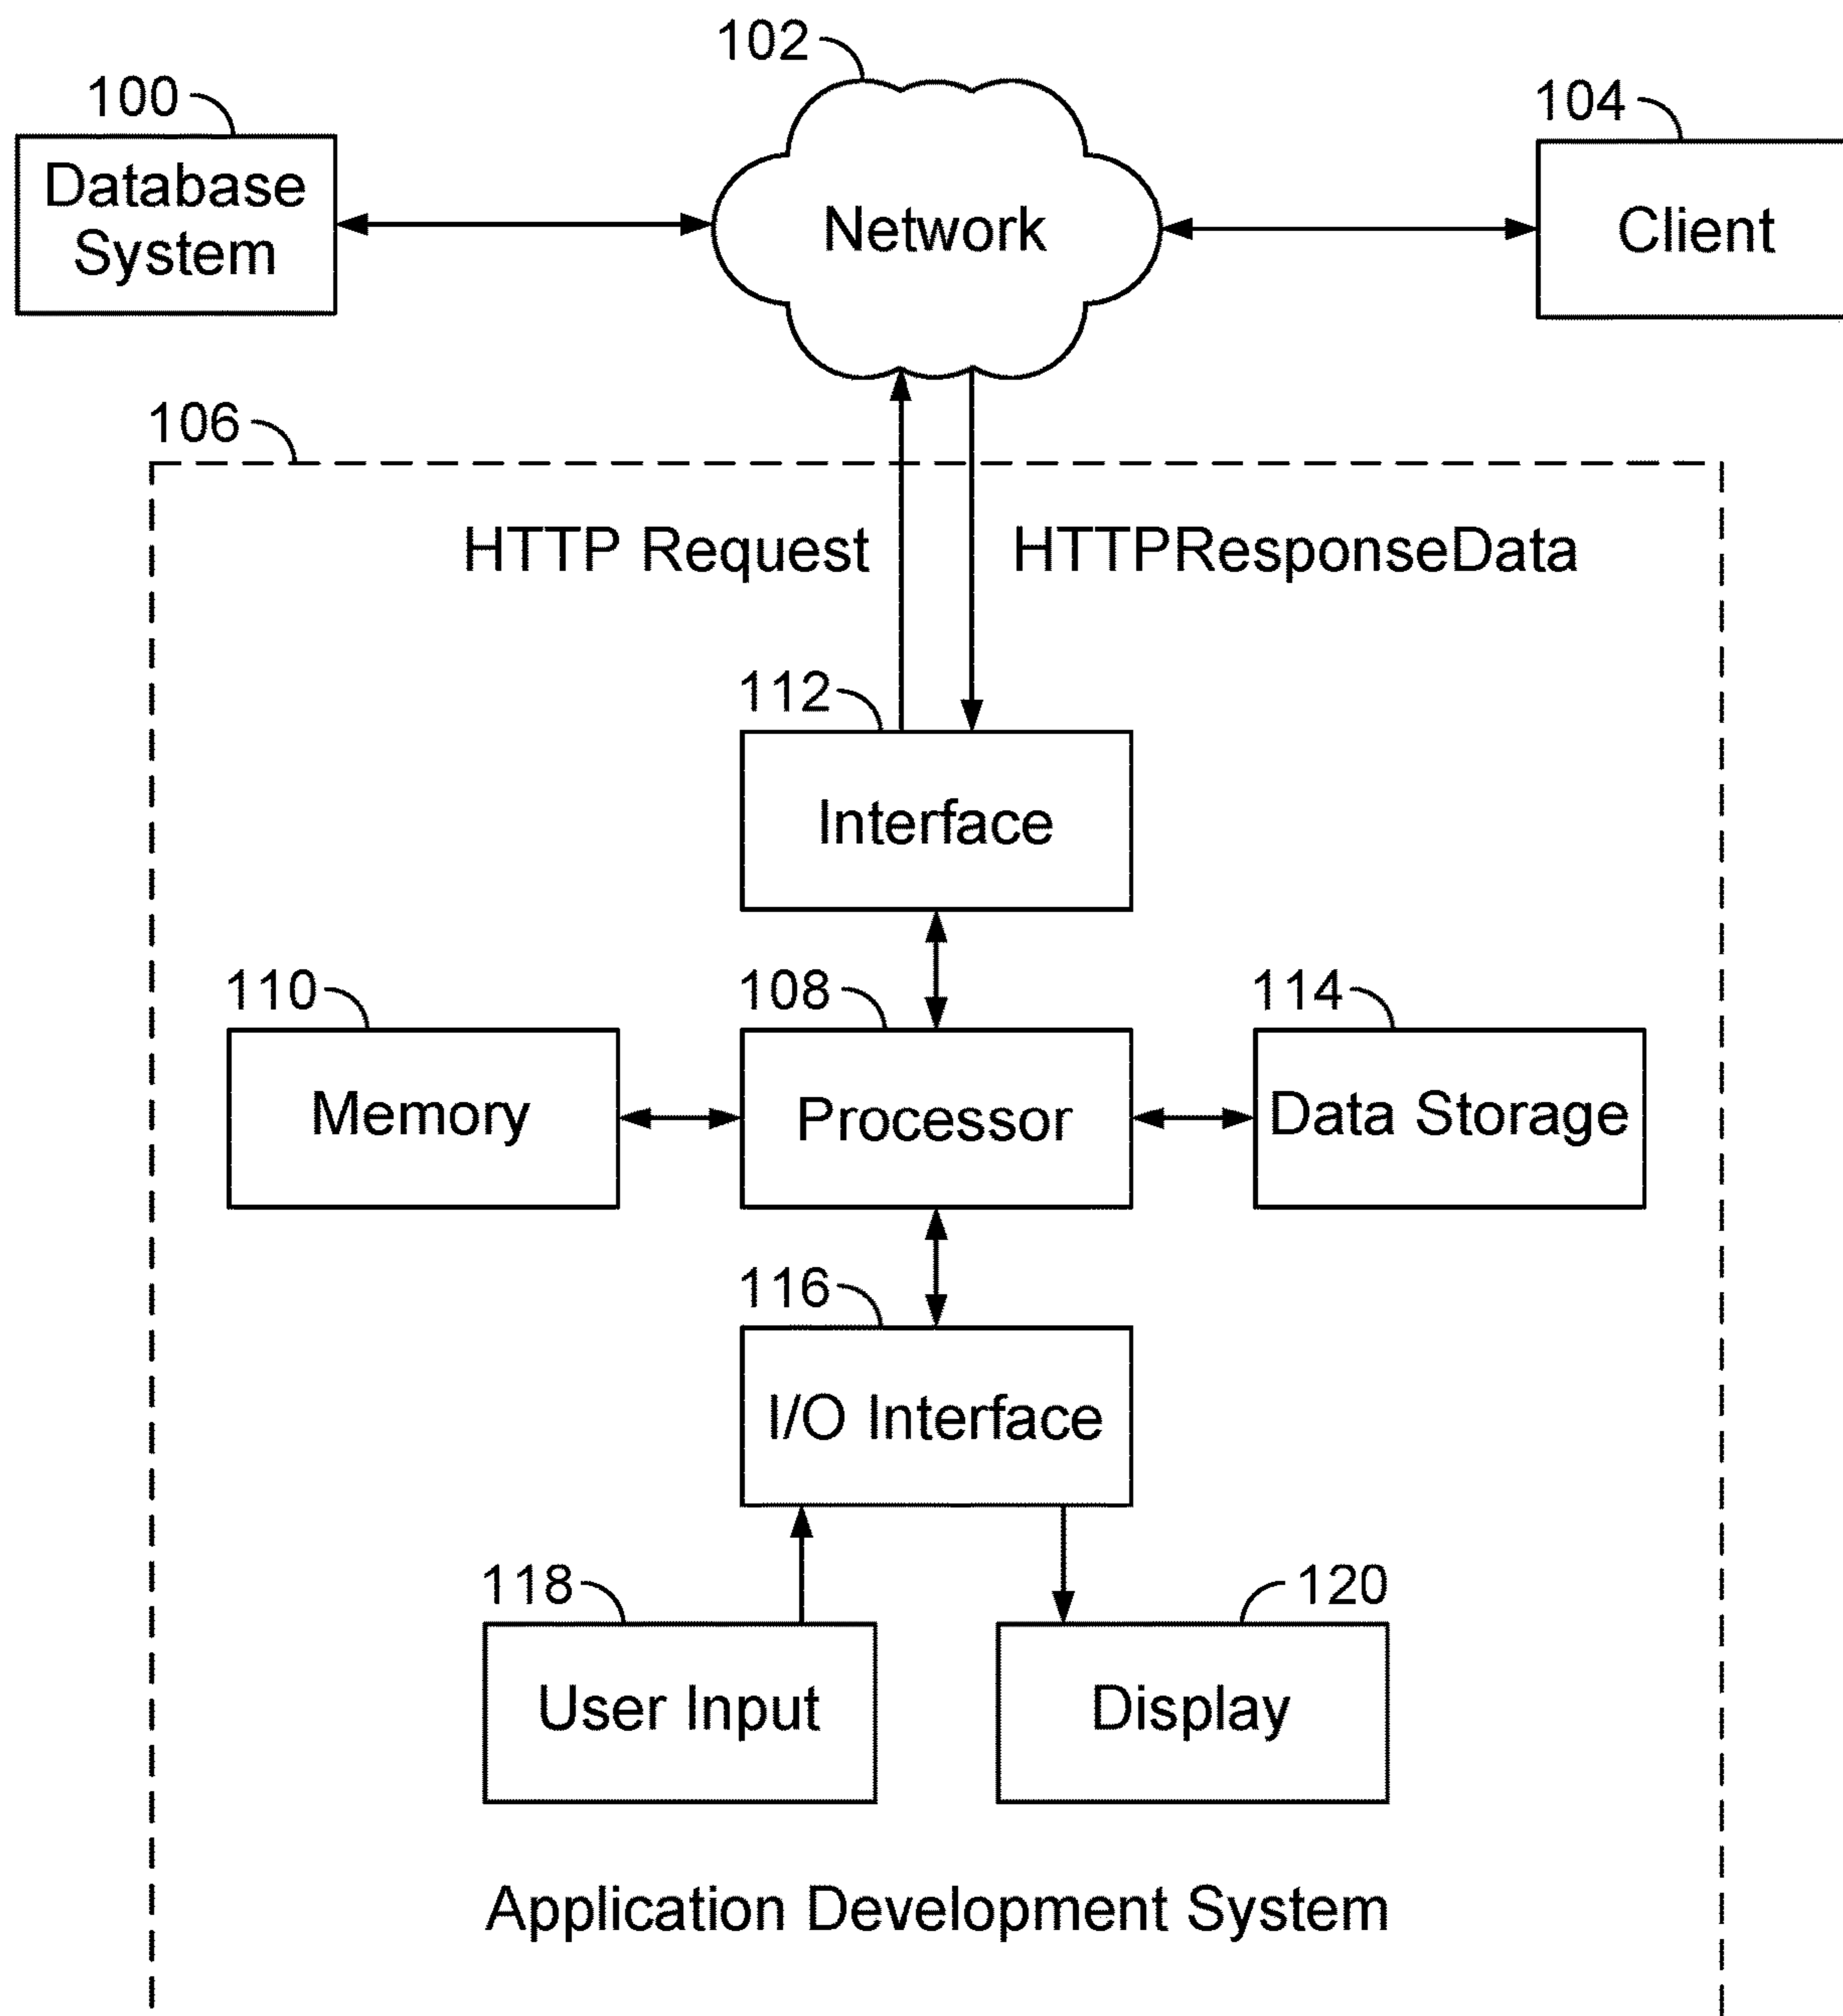 102
100
104
Database
System
Network
Client
106
HTTP Request
HTTPResponseData
112
Interface
110
108
114
Memory
Processor
Data Storage
116
I/O Interface
118
120
User Input
Display
Application Development System